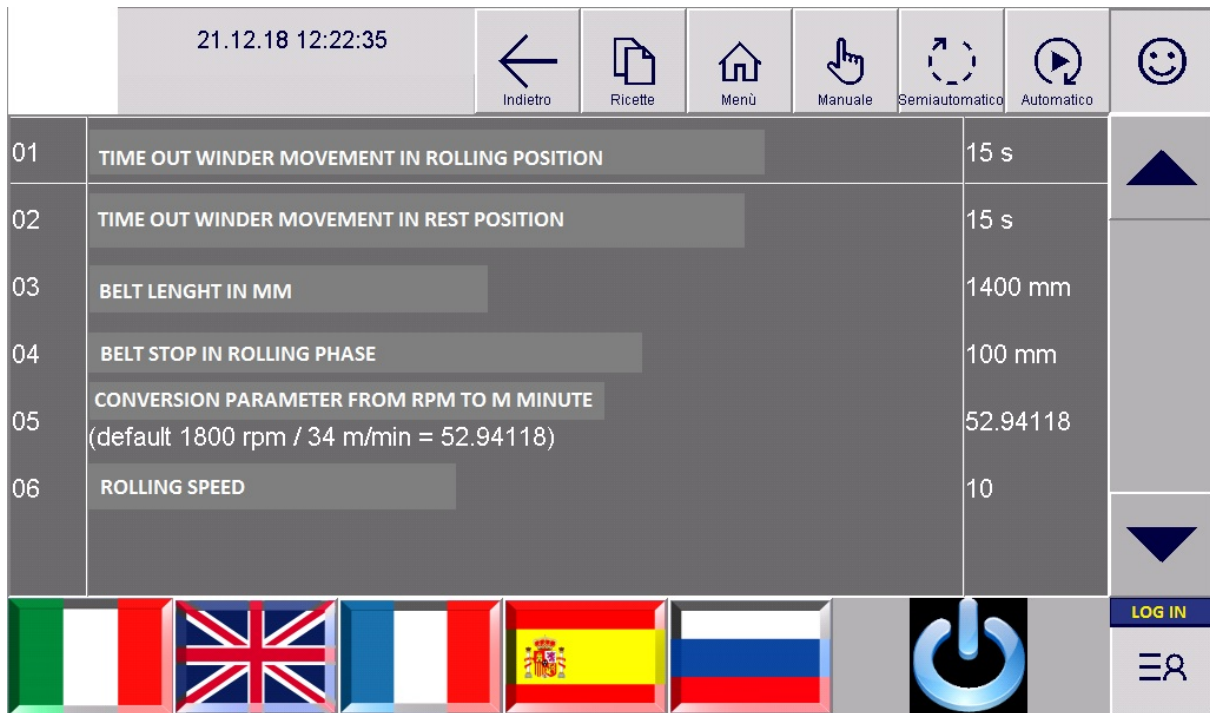 21.12.18 12:22:35
Indietro
Ricette
Menù
Manuale
Semiautomatico
Automatico
01 TIME OUT WINDER MOVEMENT IN ROLLING POSITION 15 s
02 TIME OUT WINDER MOVEMENT IN REST POSITION 15 s
03 BELT LENGHT IN MM 1400 mm
04 BELT STOP IN ROLLING PHASE 100 mm
05 CONVERSION PARAMETER FROM RPM TO M MINUTE 52.94118
(default 1800 rpm / 34 m/min = 52.94118)
06 ROLLING SPEED 10
LOG IN